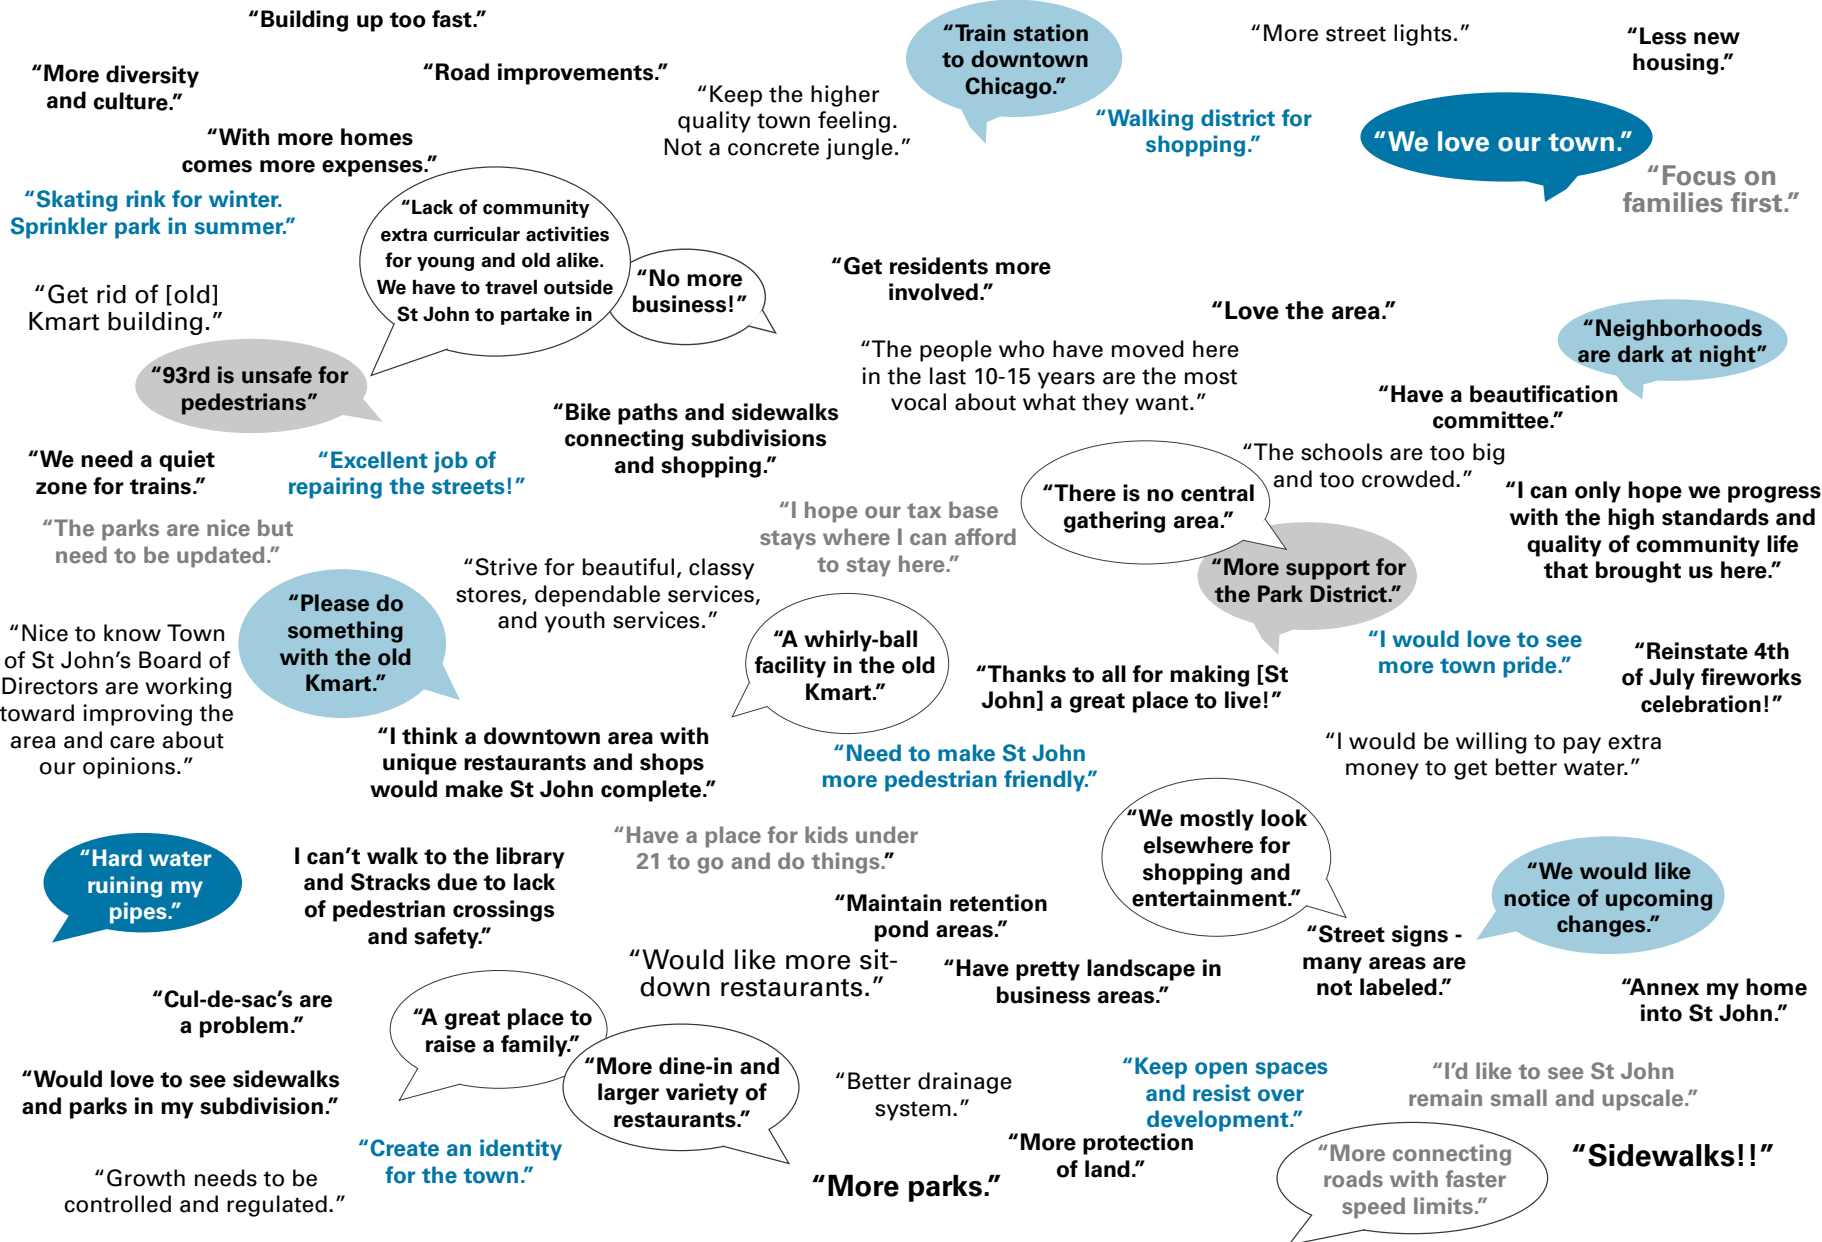 “Building up too fast.”
“Train station
to downtown
Chicago.”
“More street lights.”
“Less new
housing.”
“More diversity
and culture.”
“Road improvements.”
“Keep the higher
quality town feeling.
Not a concrete jungle.”
“Walking district for
shopping.”
“We love our town.”
“With more homes
comes more expenses.”
“Focus on
families first.”
“Skating rink for winter.
Sprinkler park in summer.”
“Lack of community
extra curricular activities
for young and old alike.
We have to travel outside
St John to partake in
“No more
business!”
“Get residents more
involved.”
“Get rid of [old]
Kmart building.”
“Love the area.”
“Neighborhoods
are dark at night”
“93rd is unsafe for
pedestrians”
“The people who have moved here
in the last 10-15 years are the most
vocal about what they want.”
“Have a beautification
committee.”
“Bike paths and sidewalks
connecting subdivisions
and shopping.”
“We need a quiet
zone for trains.”
“Excellent job of
repairing the streets!”
“The schools are too big
and too crowded.”
“There is no central
gathering area.”
“I can only hope we progress
with the high standards and
quality of community life
that brought us here.”
“The parks are nice but
need to be updated.”
“I hope our tax base
stays where I can afford
to stay here.”
“Strive for beautiful, classy
stores, dependable services,
and youth services.”
“More support for
the Park District.”
“Please do
something
with the old
Kmart.”
“Nice to know Town
of St John’s Board of
Directors are working
toward improving the
area and care about
our opinions.”
“A whirly-ball
facility in the old
Kmart.”
“Thanks to all for making [St
John] a great place to live!”
“I would love to see
more town pride.”
“Reinstate 4th
of July fireworks
celebration!”
“I think a downtown area with
unique restaurants and shops
would make St John complete.”
“Need to make St John
more pedestrian friendly.”
“I would be willing to pay extra
money to get better water.”
“Hard water
ruining my
pipes.”
I can’t walk to the library
and Stracks due to lack
of pedestrian crossings
and safety.”
“Have a place for kids under
21 to go and do things.”
“We mostly look
elsewhere for
shopping and
entertainment.”
“We would like
notice of upcoming
changes.”
“Maintain retention
pond areas.”
“Street signs -
many areas are
not labeled.”
“Would like more sit-
down restaurants.”
“Have pretty landscape in
business areas.”
“Cul-de-sac’s are
a problem.”
“A great place to
raise a family.”
“Annex my home
into St John.”
“More dine-in and
larger variety of
restaurants.”
“Would love to see sidewalks
and parks in my subdivision.”
“Better drainage
system.”
“Keep open spaces
and resist over
development.”
“I’d like to see St John
remain small and upscale.”
“Create an identity
for the town.”
“More protection
of land.”
“More connecting
roads with faster
speed limits.”
“Sidewalks!!”
“Growth needs to be
controlled and regulated.”
“More parks.”